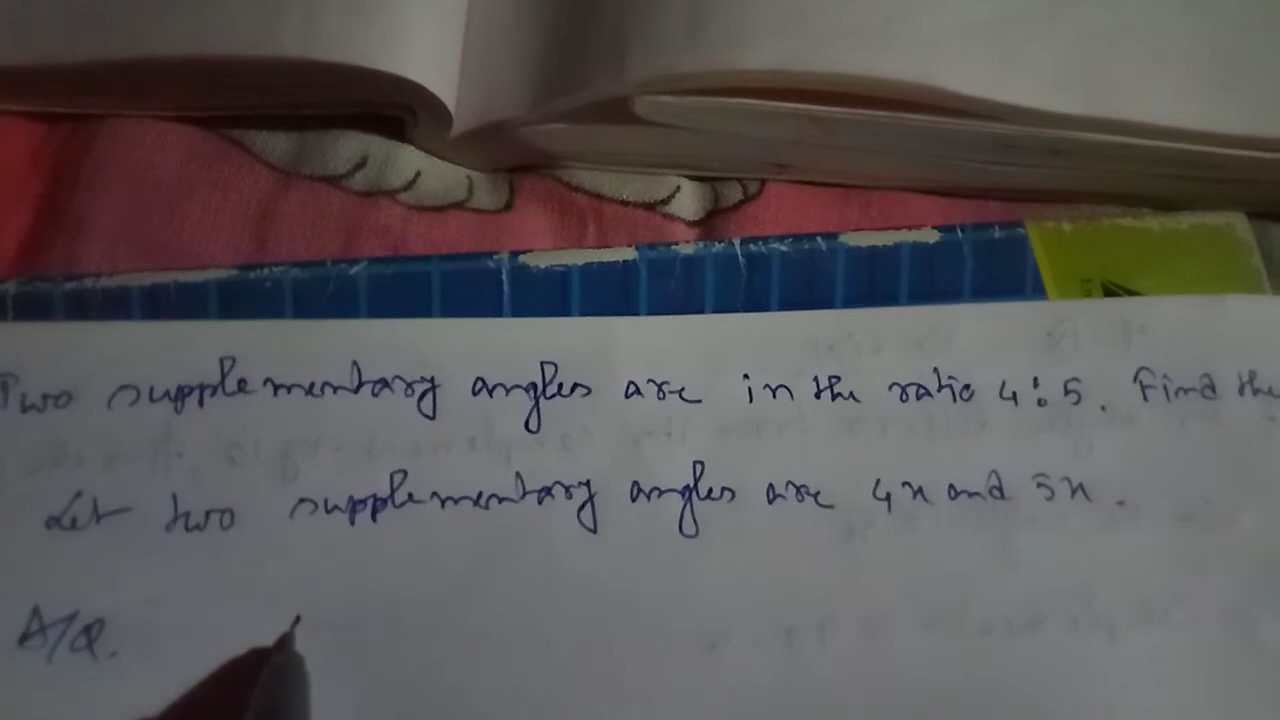 Two supplementary angles are in the ratio 4:5. Find the
Let two supplementary angles are 4x and 5x.
A/Q.